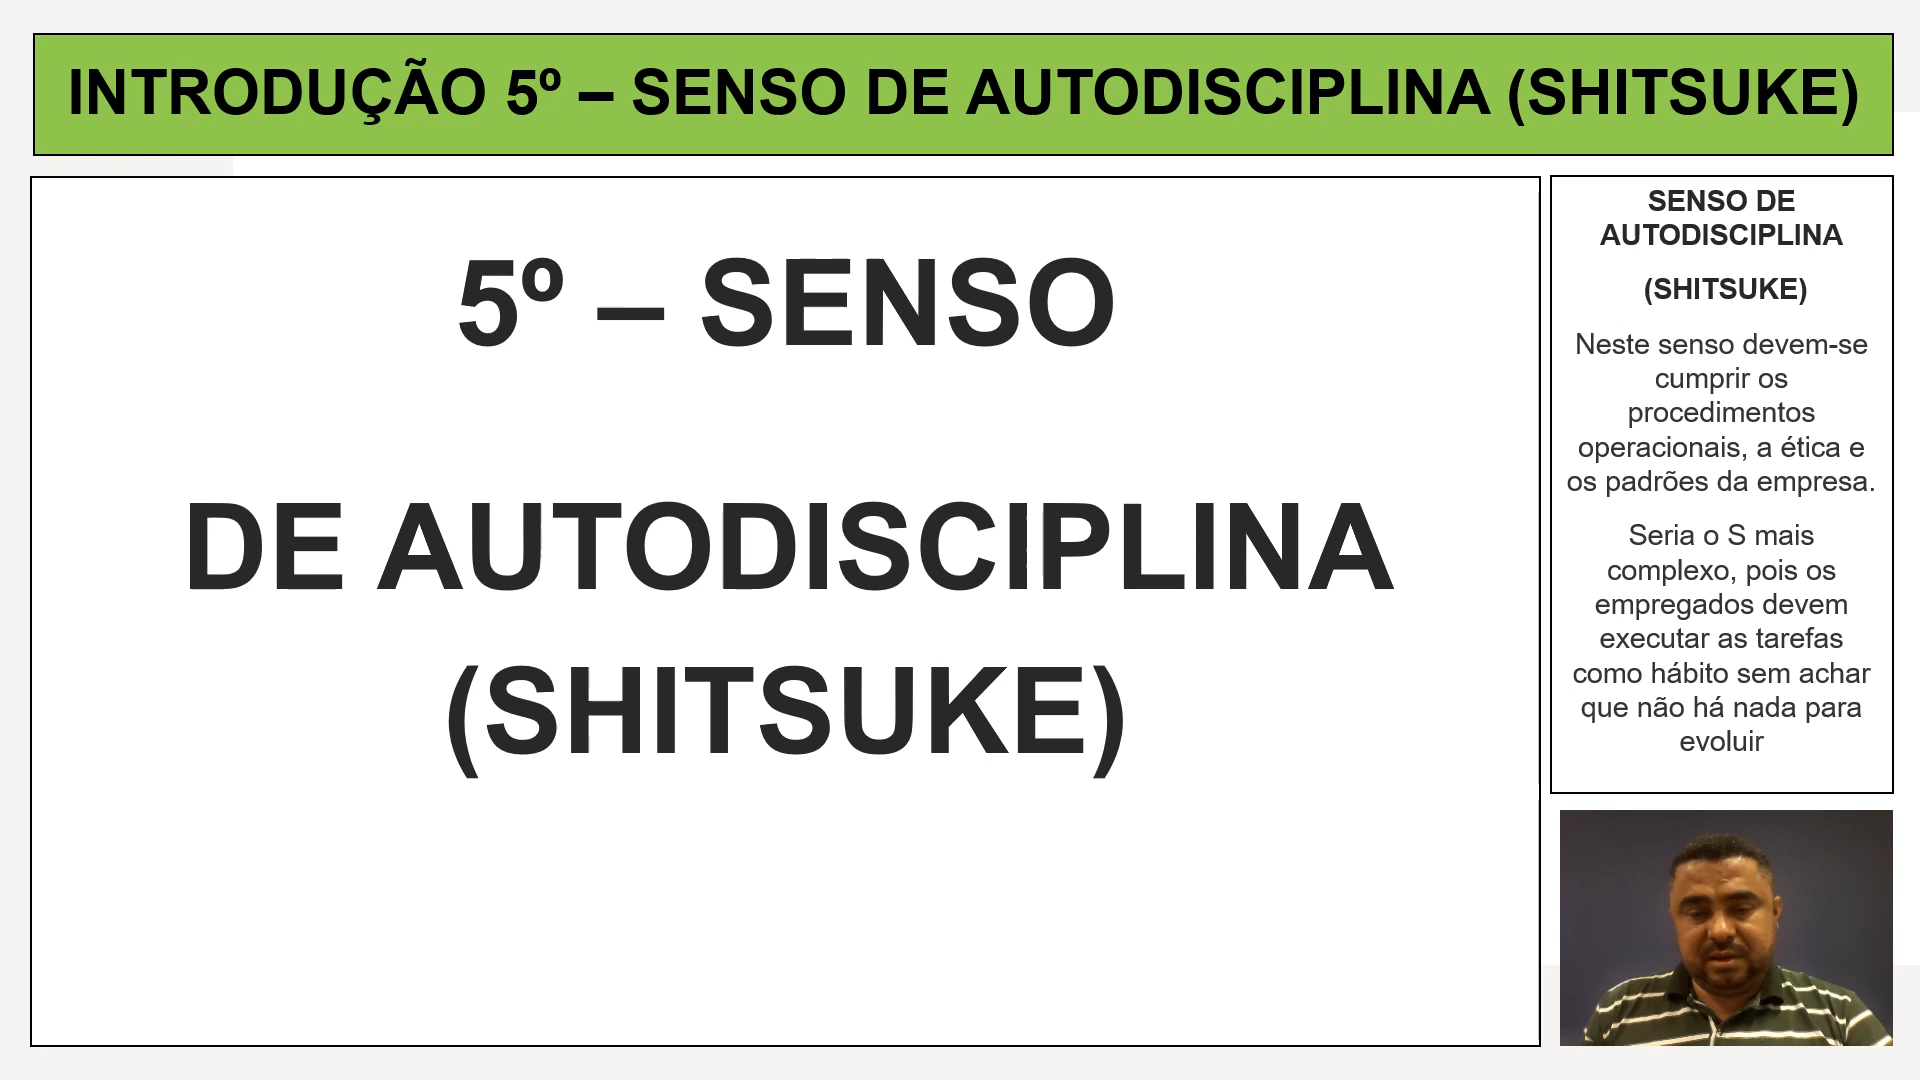 INTRODUÇÃO 5º – SENSO DE AUTODISCIPLINA (SHITSUKE)
5º – SENSO
DE AUTODISCIPLINA
(SHITSUKE)
SENSO DE
AUTODISCIPLINA
(SHITSUKE)
Neste senso devem-se
cumprir os
procedimentos
operacionais, a ética e
os padrões da empresa.
Seria o S mais
complexo, pois os
empregados devem
executar as tarefas
como hábito sem achar
que não há nada para
evoluir